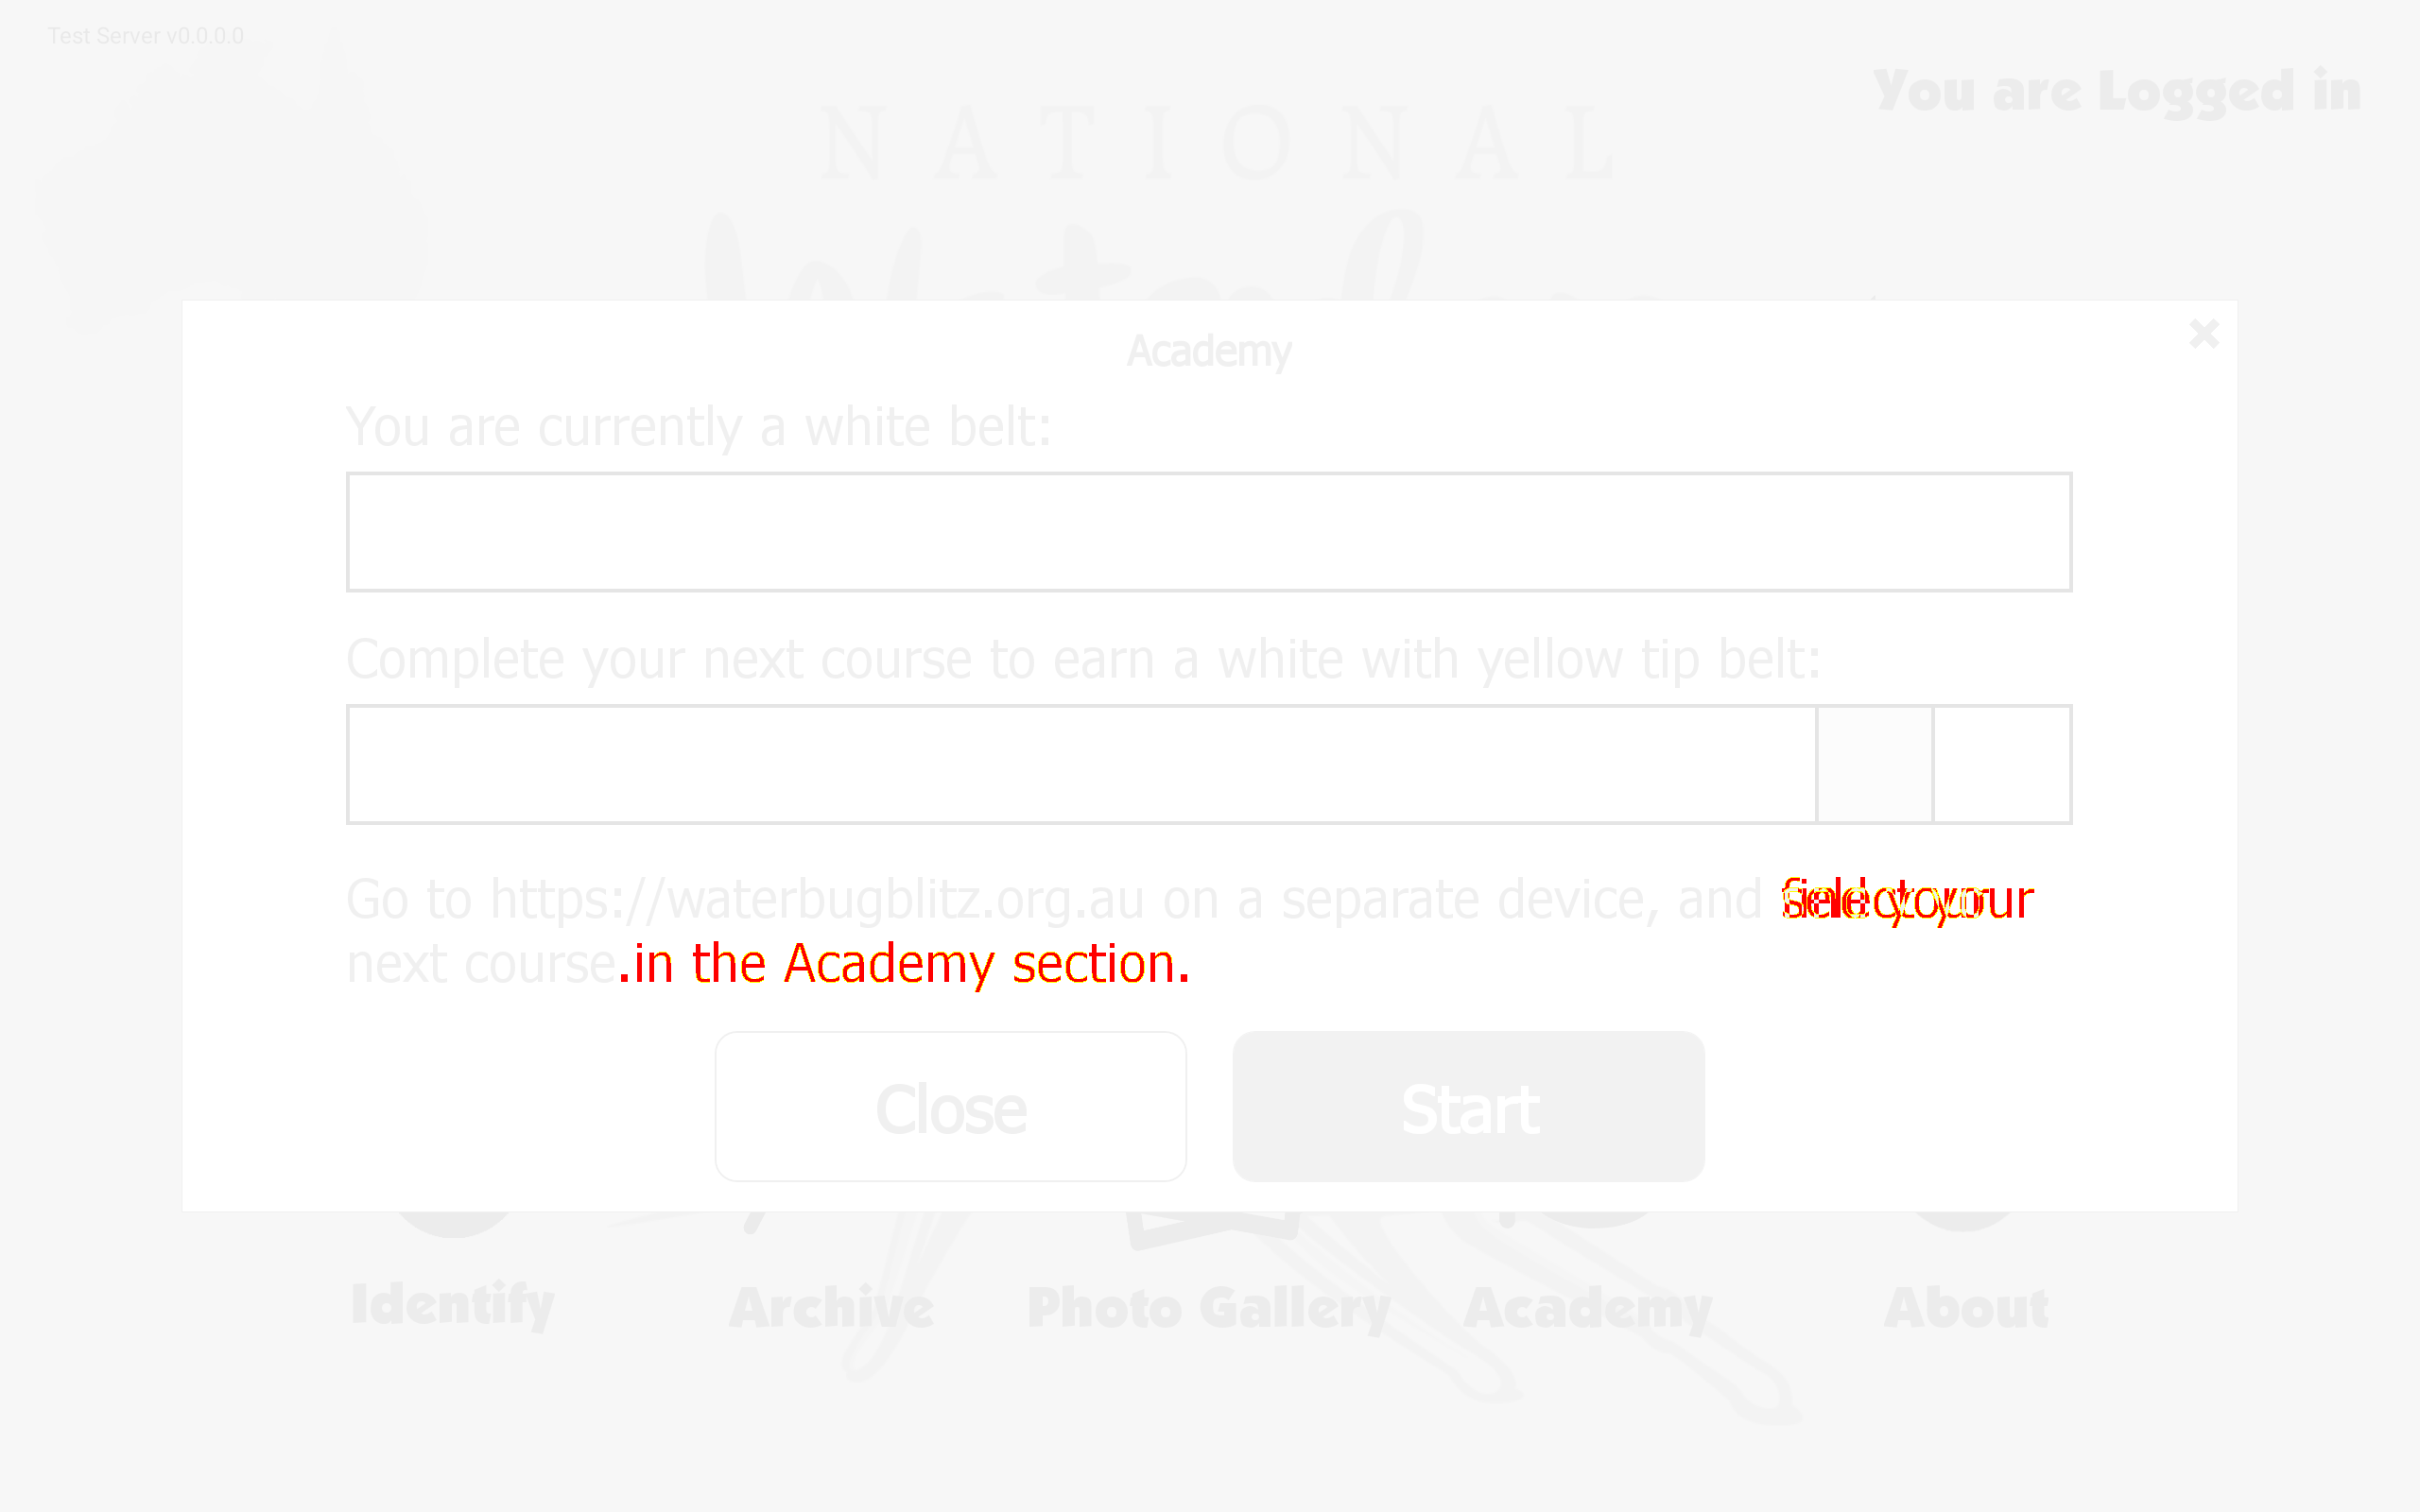 Test Server v0.0.0.0
You are Logged in
NATIONAL
Academy
You are currently a white belt:
Complete your next course to earn a white with yellow tip belt:
Go to https://waterbugblitz.org.au on a separate device, and
next course.in the Academy section.
Close
Start
Identify
Archive
Photo Gallery
Academy
About